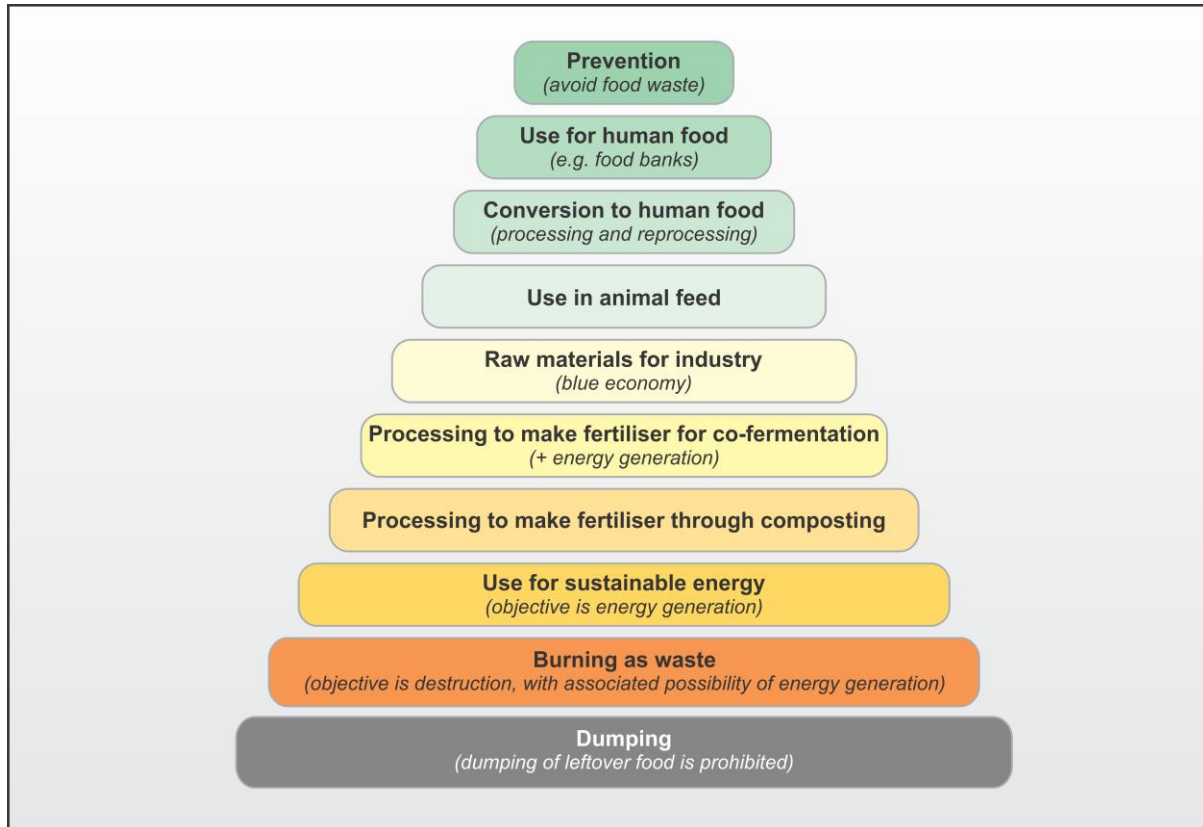 Prevention
(avoid food waste)
Use for human food
(e.g. food banks)
Conversion to human food
(processing and reprocessing)
Use in animal feed
Raw materials for industry
(blue economy)
Processing to make fertiliser for co-fermentation
(+ energy generation)
Processing to make fertiliser through composting
Use for sustainable energy
(objective is energy generation)
Burning as waste
(objective is destruction, with associated possibility of energy generation)
Dumping
(dumping of leftover food is prohibited)